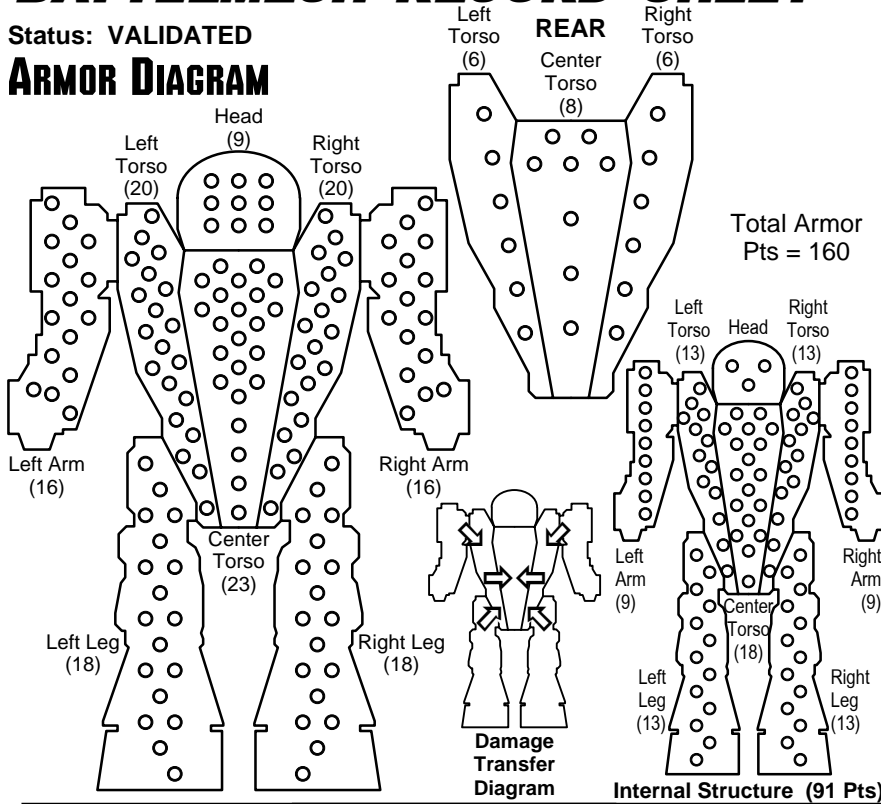 BATTLEMECH RECORD SHEET
Status: VALIDATED
ARMOR DIAGRAM
Head
(9)
Left
Torso
(20)
Right
Torso
(20)
Left Arm
(16)
Right Arm
(16)
Center
Torso
(23)
Left Leg
(18)
Right Leg
(18)
REAR
Left
Torso
(6)
Center
Torso
(8)
Right
Torso
(6)
Total Armor
Pts = 160
Left
Torso
(13)
Head
Right
Torso
(13)
Left
Arm
(9)
Right
Arm
(9)
Center
Torso
(18)
Left
Leg
(13)
Right
Leg
(13)
Damage
Transfer
Diagram
Internal Structure (91 Pts)